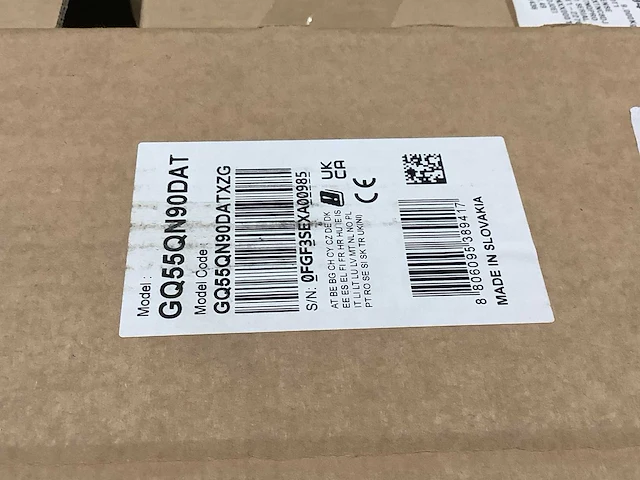 Model :
GQ55QN90DAT
Model Code :
GQ55QN90DATXZG
S/N: 0FGF3SEXA00985
UK
CA
CE
AT BE BG CH CY CZ DE DK
EE ES EL FI FR HR HU IE IS
IT LI LT LU LV MT NL NO PL
PT RO SE SI SK TR UK(NI)
8 806095 389417
MADE IN SLOVAKIA